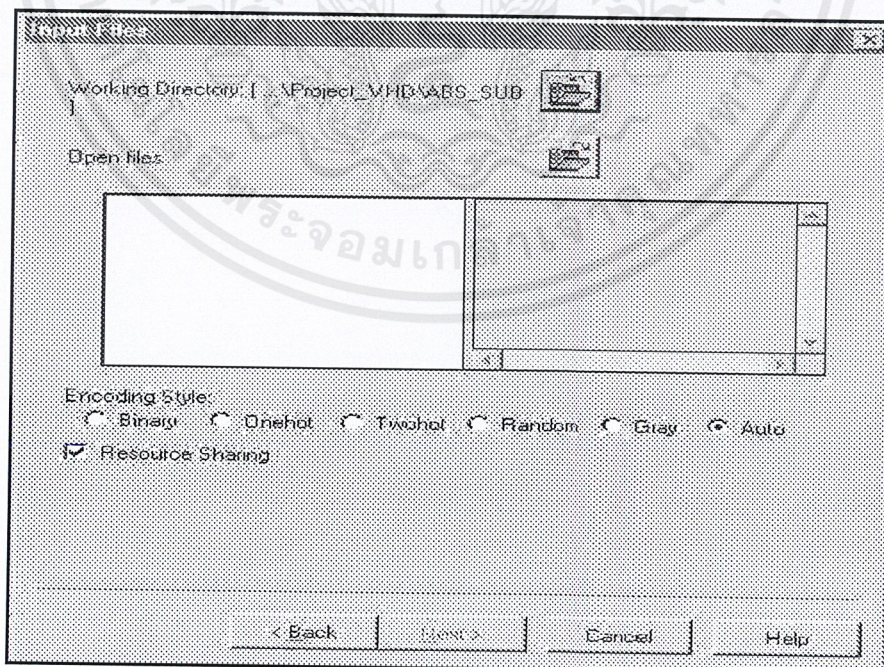 Input Files
Working Directory: [ ...\Project_VHD\ABS_SUB
]
Open files
Encoding Style:
Binary Onehot Twohot Random Gray Auto
Resource Sharing
< Back Next > Cancel Help